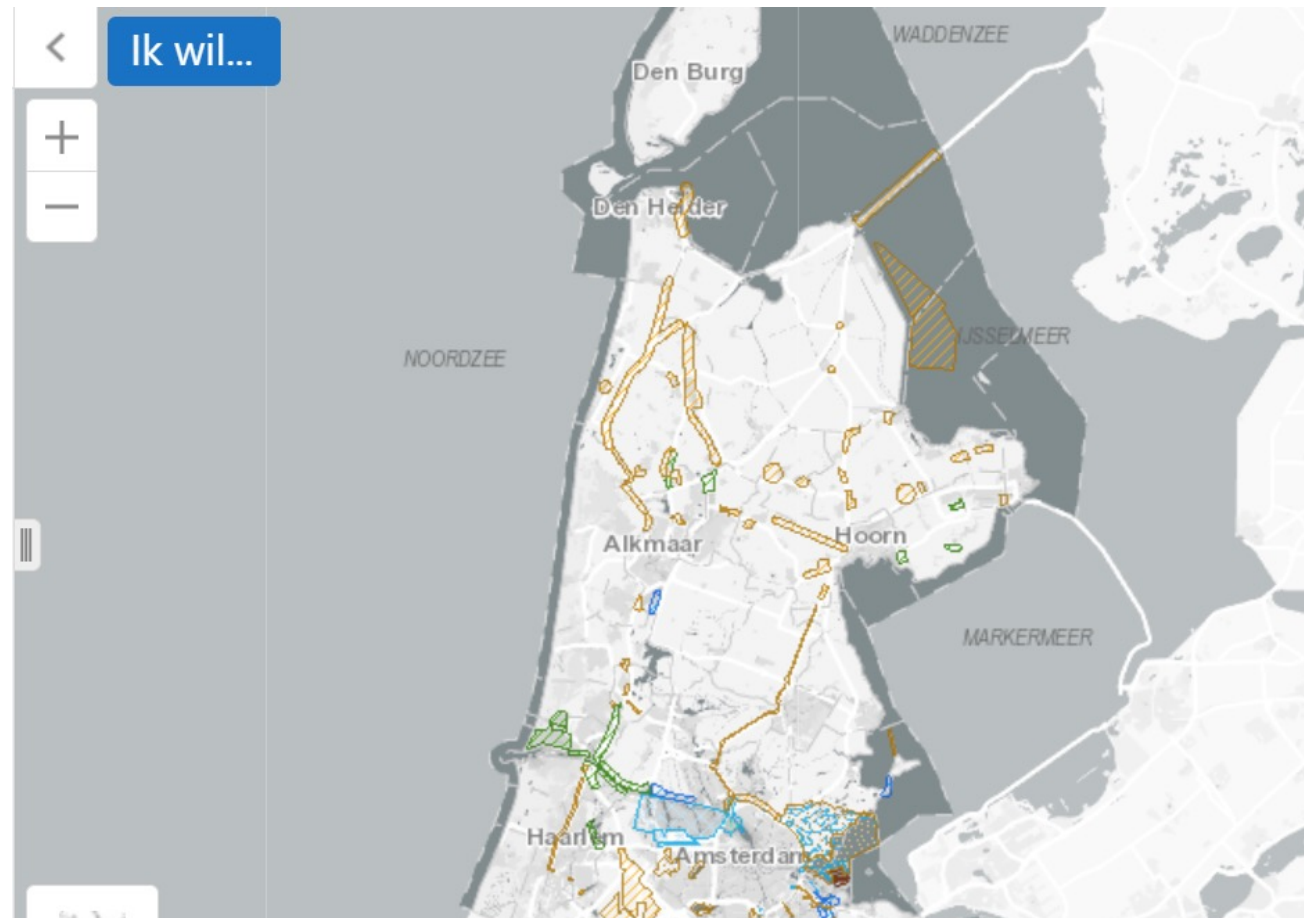 Ik wil...
WADDENZEE
Den Burg
Den Helder
IJSSELMEER
NOORDZEE
Alkmaar
Hoorn
MARKERMEER
Haarlem
Amsterdam